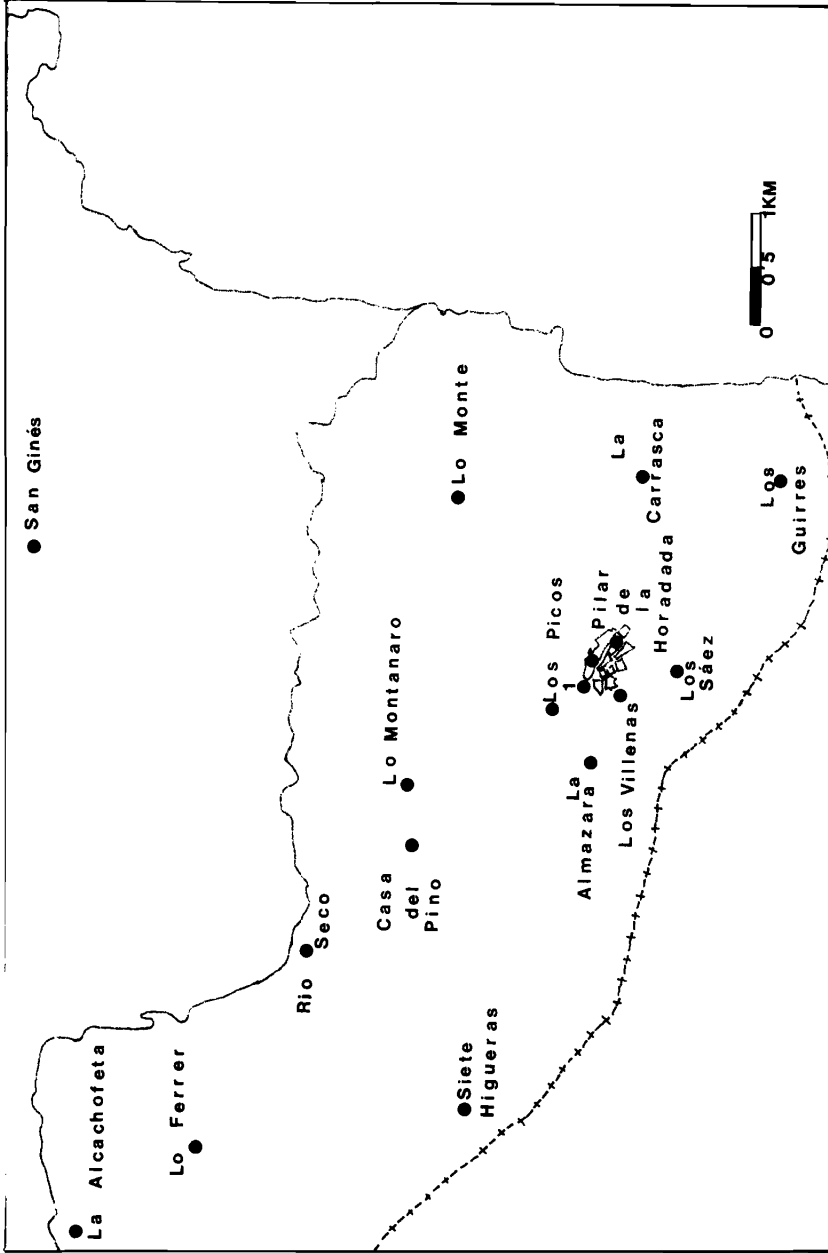 San Ginés
La Alcachofeta
Lo Ferrer
Rio
Seco
Lo Monte
Lo Montanaro
Casa
del
Pino
Siete
Higueras
Los Picos
1
Pilar
de
la
Horadada
La
Almazara
Los Villenas
La
Carrasca
Los
Sáez
Los
Guirres
0 0,5 1KM